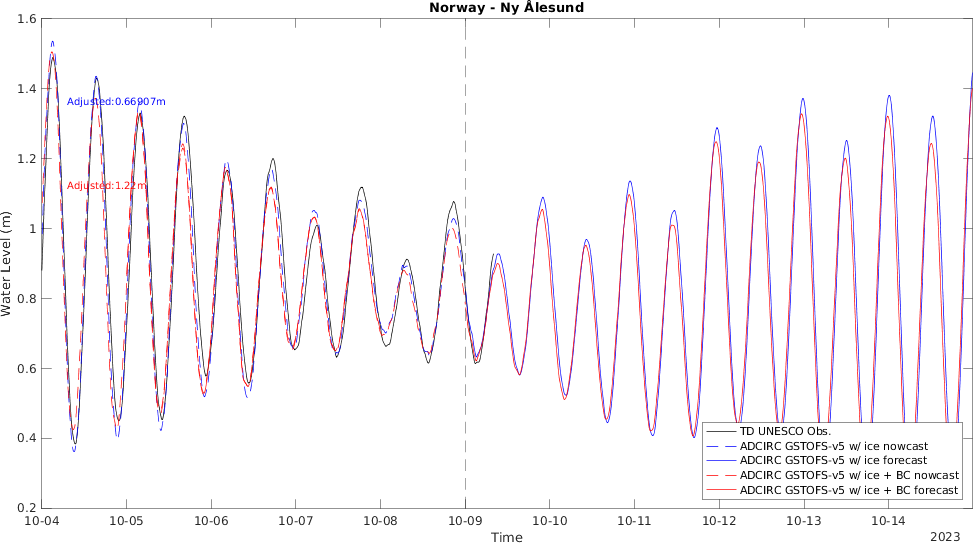 Norway - Ny Ålesund
1.6
1.4
1.2
1
0.8
0.6
0.4
0.2
Water Level (m)
Adjusted:0.66907m
Adjusted:1.22m
TD UNESCO Obs.
ADCIRC GSTOFS-v5 w/ ice nowcast
ADCIRC GSTOFS-v5 w/ ice forecast
ADCIRC GSTOFS-v5 w/ ice + BC nowcast
ADCIRC GSTOFS-v5 w/ ice + BC forecast
10-04 10-05 10-06 10-07 10-08 10-09 10-10 10-11 10-12 10-13 10-14
Time
2023